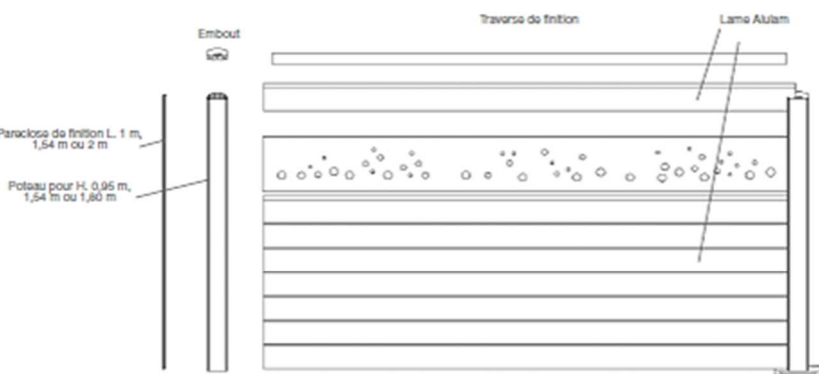 Traverse de finition
Lame Alulam
Embout
Pareclose de finition L. 1 m,
1,54 m ou 2 m
Poteau pour H. 0,95 m,
1,54 m ou 1,80 m